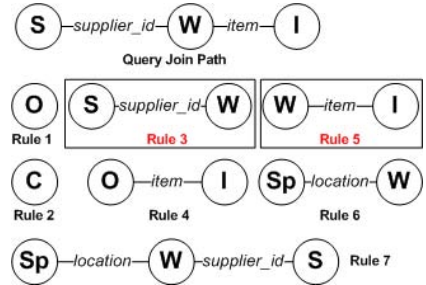 S supplier_id W item I
Query Join Path
O S supplier_id W W item I
Rule 1 Rule 3 Rule 5
C O item I Sp location W
Rule 2 Rule 4 Rule 6
Sp location W supplier_id S Rule 7